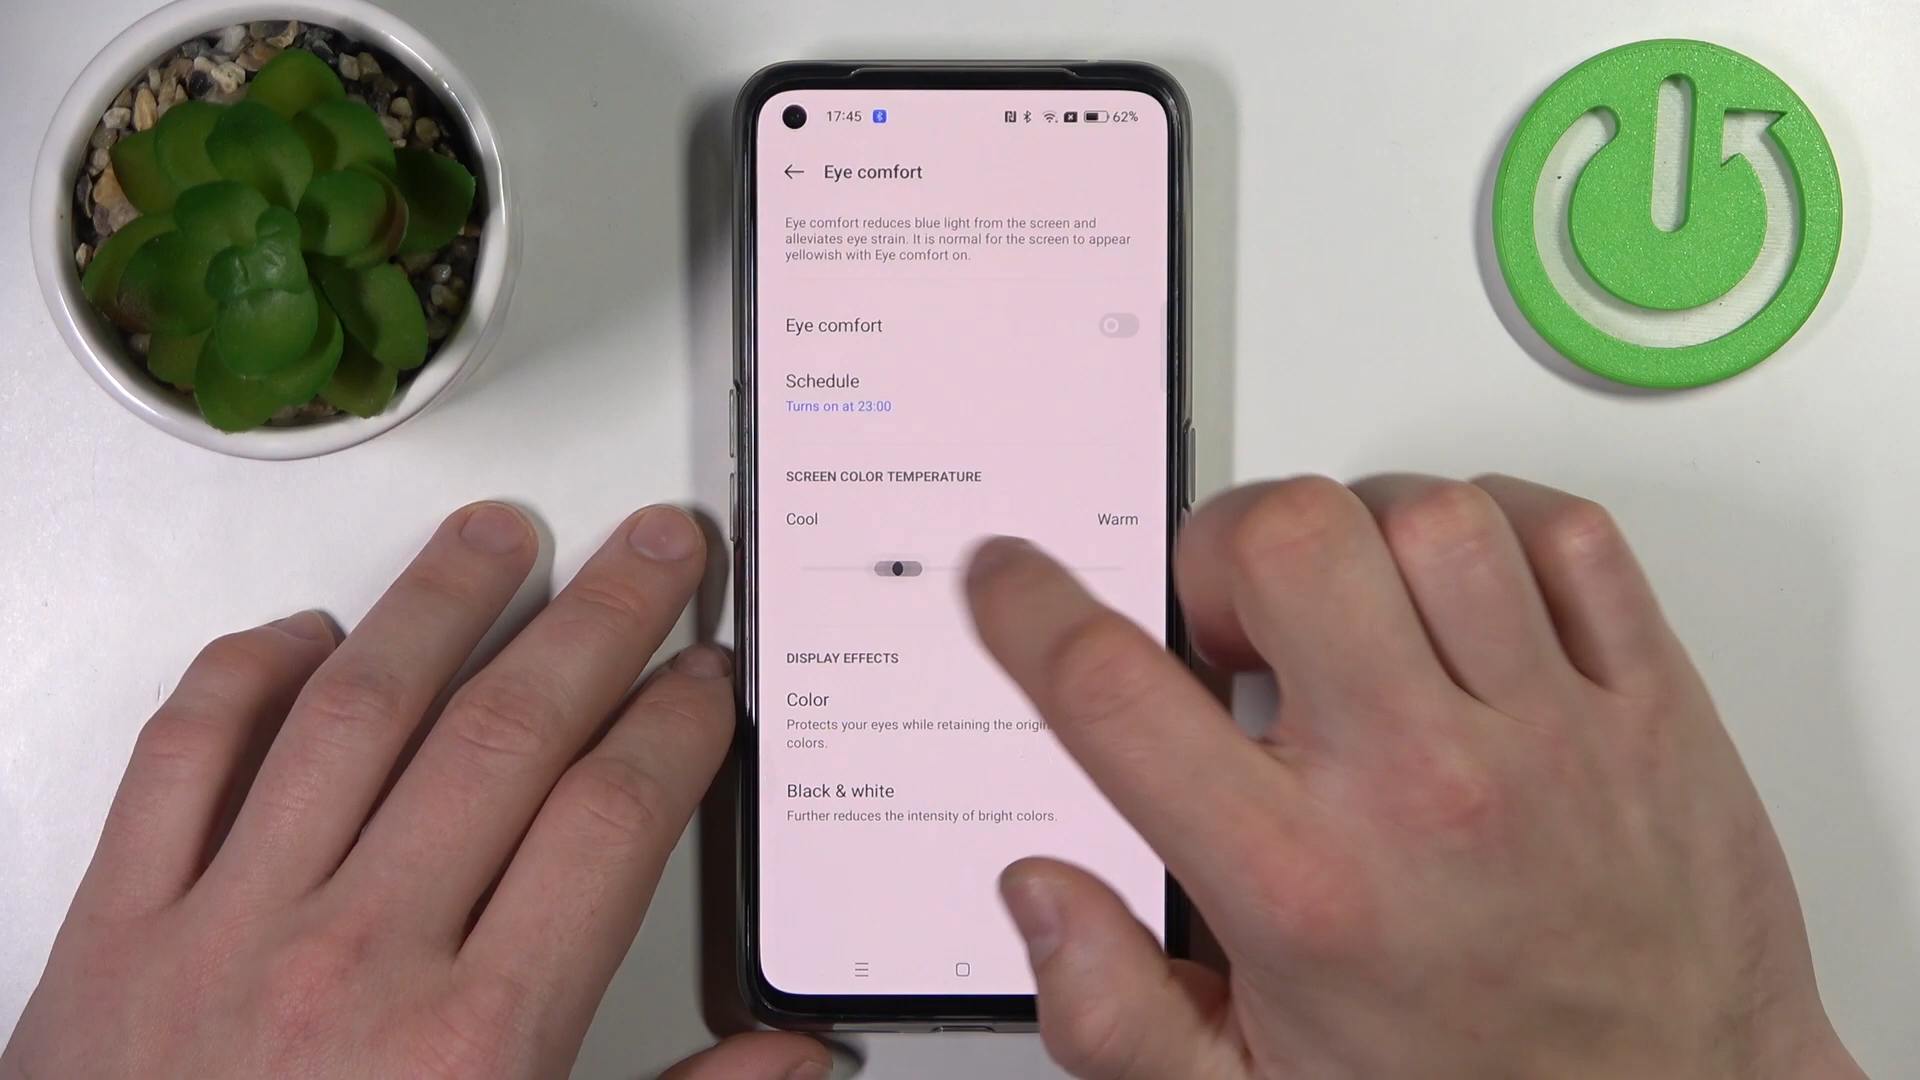 17:45 62%
Eye comfort
Eye comfort reduces blue light from the screen and
alleviates eye strain. It is normal for the screen to appear
yellowish with Eye comfort on.
Eye comfort
Schedule
Turns on at 23:00
SCREEN COLOR TEMPERATURE
Cool Warm
DISPLAY EFFECTS
Color
Protects your eyes while retaining the
colors.
Black & white
Further reduces the intensity of bright colors.